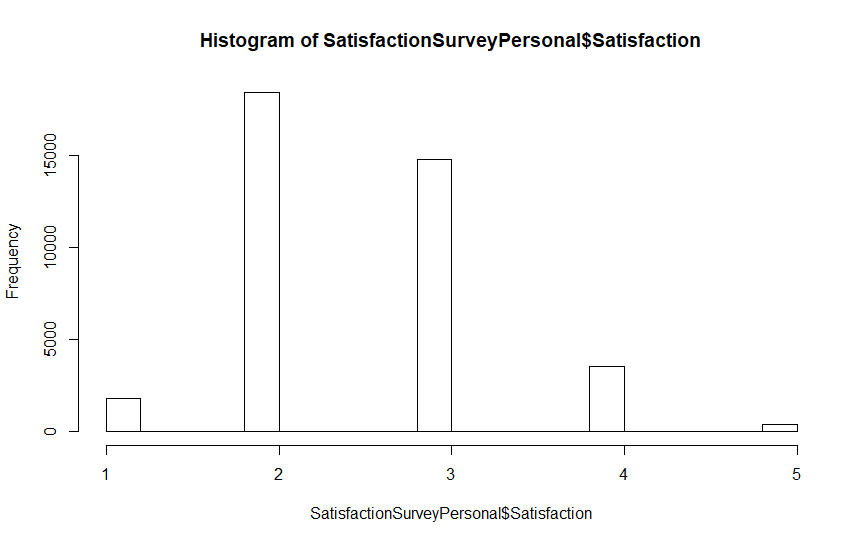 Histogram of SatisfactionSurveyPersonal$Satisfaction
Frequency
15000
10000
5000
0
1 2 3 4 5
SatisfactionSurveyPersonal$Satisfaction